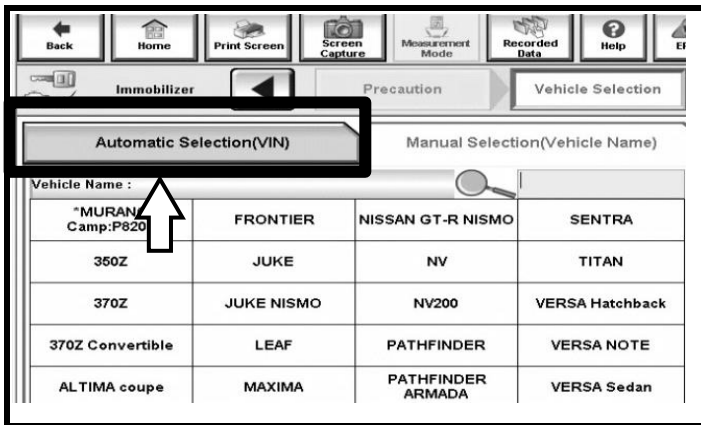 Back
Home
Print Screen
Screen
Capture
Measurement
Mode
Recorded
Data
Help
Immobilizer
Precaution
Vehicle Selection
Automatic Selection(VIN)
Manual Selection(Vehicle Name)
Vehicle Name :
FRONTIER
NISSAN GT-R NISMO
SENTRA
350Z
JUKE
NV
TITAN
370Z
JUKE NISMO
NV200
VERSA Hatchback
370Z Convertible
LEAF
PATHFINDER
VERSA NOTE
ALTIMA coupe
MAXIMA
PATHFINDER
ARMADA
VERSA Sedan